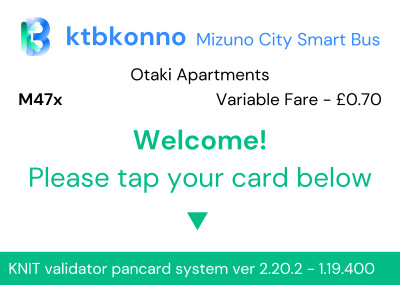 ktbkonno Mizuno City Smart Bus
Otaki Apartments
M47x Variable Fare - £0.70
Welcome!
Please tap your card below
KNIT validator pancard system ver 2.20.2 - 1.19.400